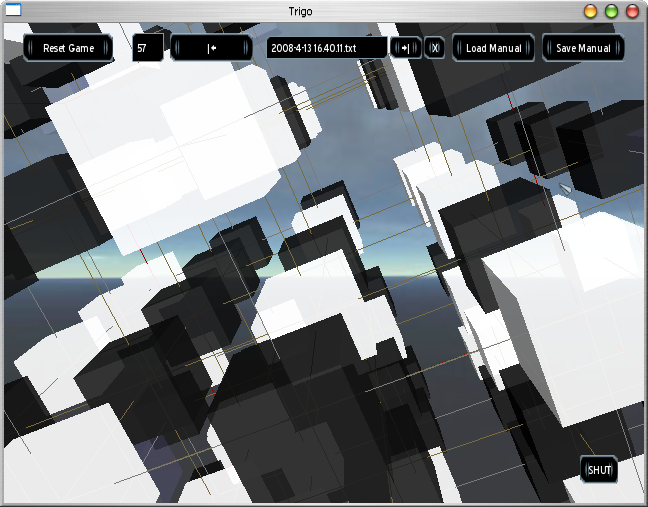 Trigo
Reset Game
57
|+
2008-4-13 16.40.11.txt
+|
|X|
Load Manual
Save Manual
SHUT